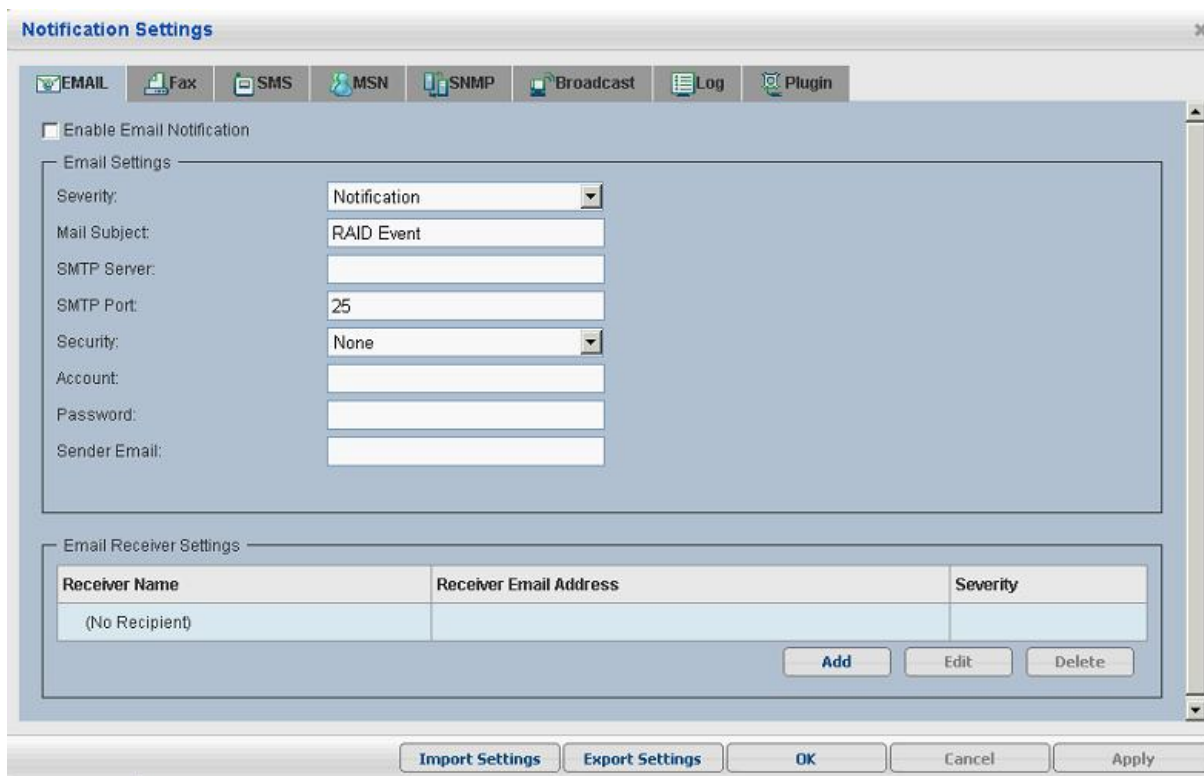 Notification Settings
EMAIL Fax SMS MSN SNMP Broadcast Log Plugin
Enable Email Notification
Email Settings
Severity: Notification
Mail Subject: RAID Event
SMTP Server:
SMTP Port: 25
Security: None
Account:
Password:
Sender Email:
Email Receiver Settings
Receiver Name Receiver Email Address Severity
(No Recipient)
Add Edit Delete
Import Settings Export Settings OK Cancel Apply